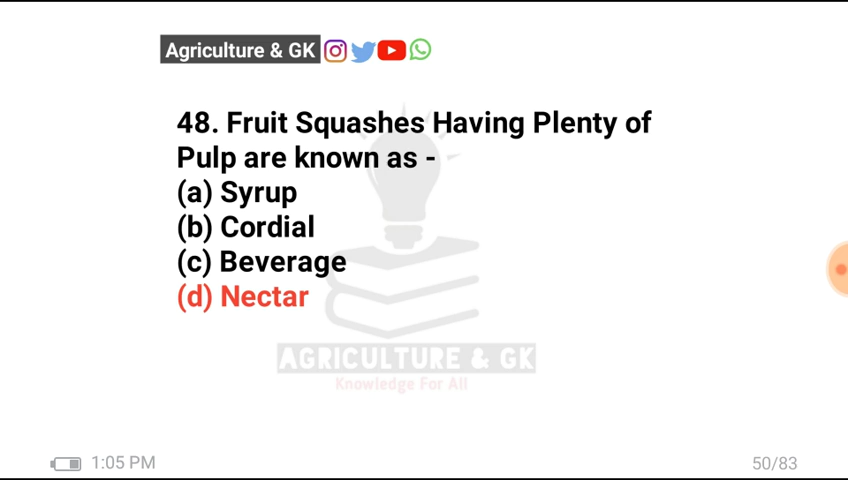 Agriculture & GK
48. Fruit Squashes Having Plenty of
Pulp are known as -
(a) Syrup
(b) Cordial
(c) Beverage
(d) Nectar
AGRICULTURE & GK
Knowledge For All
1:05 PM
50/83